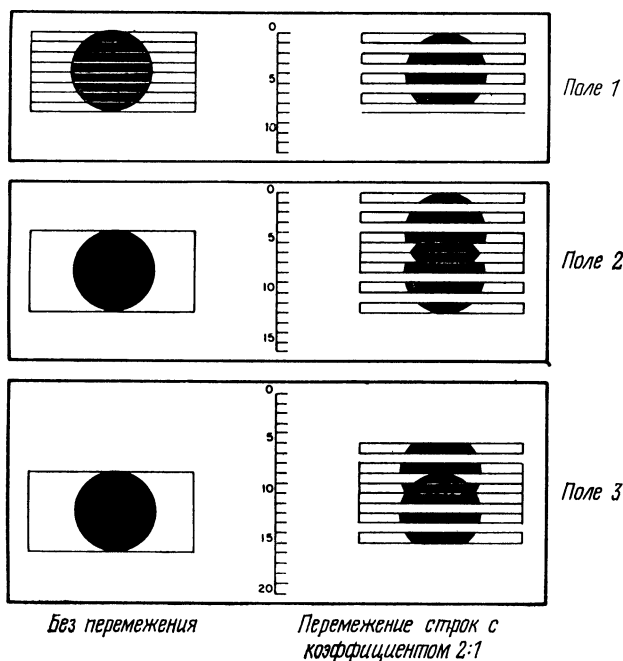 0
5
10
Поле 1
0
5
10
15
Поле 2
0
5
10
15
20
Поле 3
Без перемежения
Перемежение строк с
коэффициентом 2:1